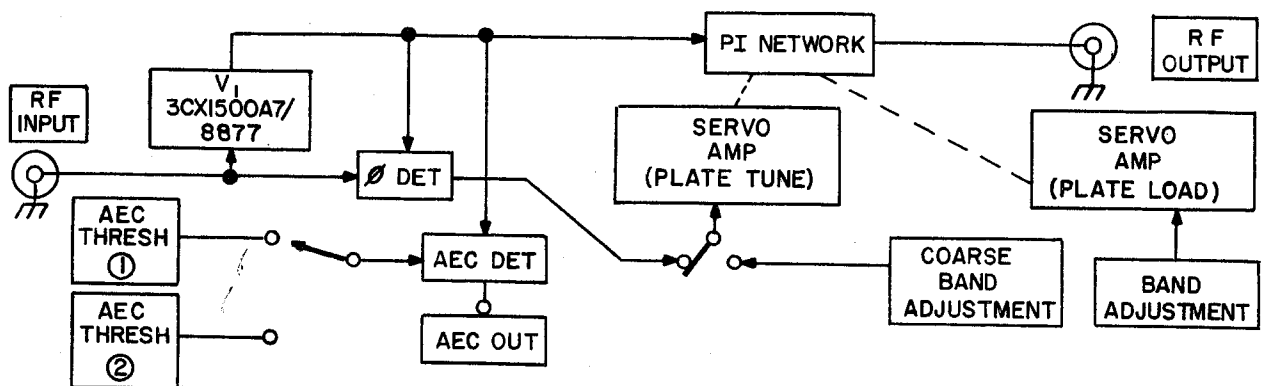 RF
INPUT
V1
3CX1500A7/
8877
Ø DET
PI NETWORK
RF
OUTPUT
SERVO
AMP
(PLATE TUNE)
SERVO
AMP
(PLATE LOAD)
AEC
THRESH
①
AEC DET
AEC OUT
AEC
THRESH
②
COARSE
BAND
ADJUSTMENT
BAND
ADJUSTMENT